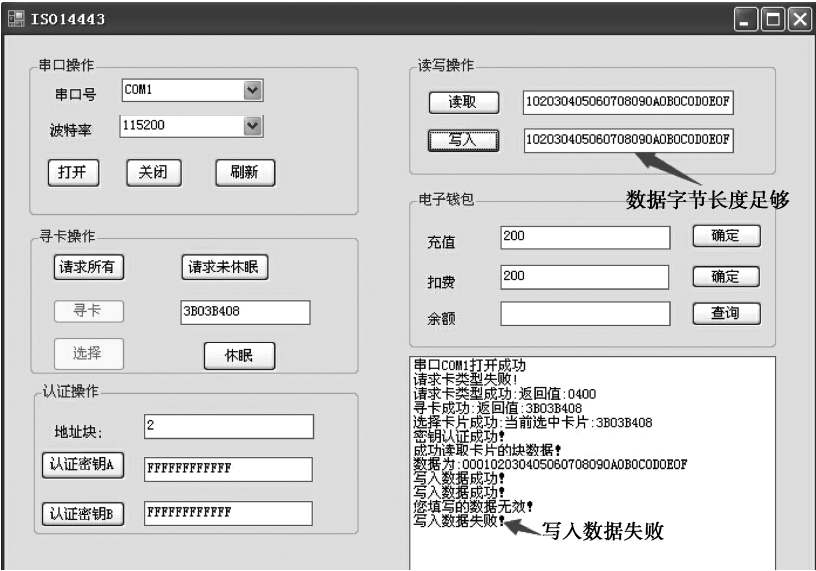 ISO14443
串口操作
串口号 COM1
波特率 115200
打开 关闭 刷新
寻卡操作
请求所有 请求未休眠
寻卡 3B03B408
选择 休眠
认证操作
地址块: 2
认证密钥A FFFFFFFFFFFF
认证密钥B FFFFFFFFFFFF
读写操作
读取 102030405060708090A0B0C0D0E0F
写入 102030405060708090A0B0C0D0E0F
数据字节长度足够
电子钱包
充值 200 确定
扣费 200 确定
余额 查询
串口COM1打开成功
请求卡类型失败!
请求卡类型成功:返回值:0400
寻卡成功:返回值:3B03B408
选择卡片成功:当前选中卡片:3B03B408
密钥认证成功!
成功读取卡片的块数据!
数据为:000102030405060708090A0B0C0D0E0F
写入数据成功!
写入数据成功!
您填写的数据无效!
写入数据失败!
写入数据失败